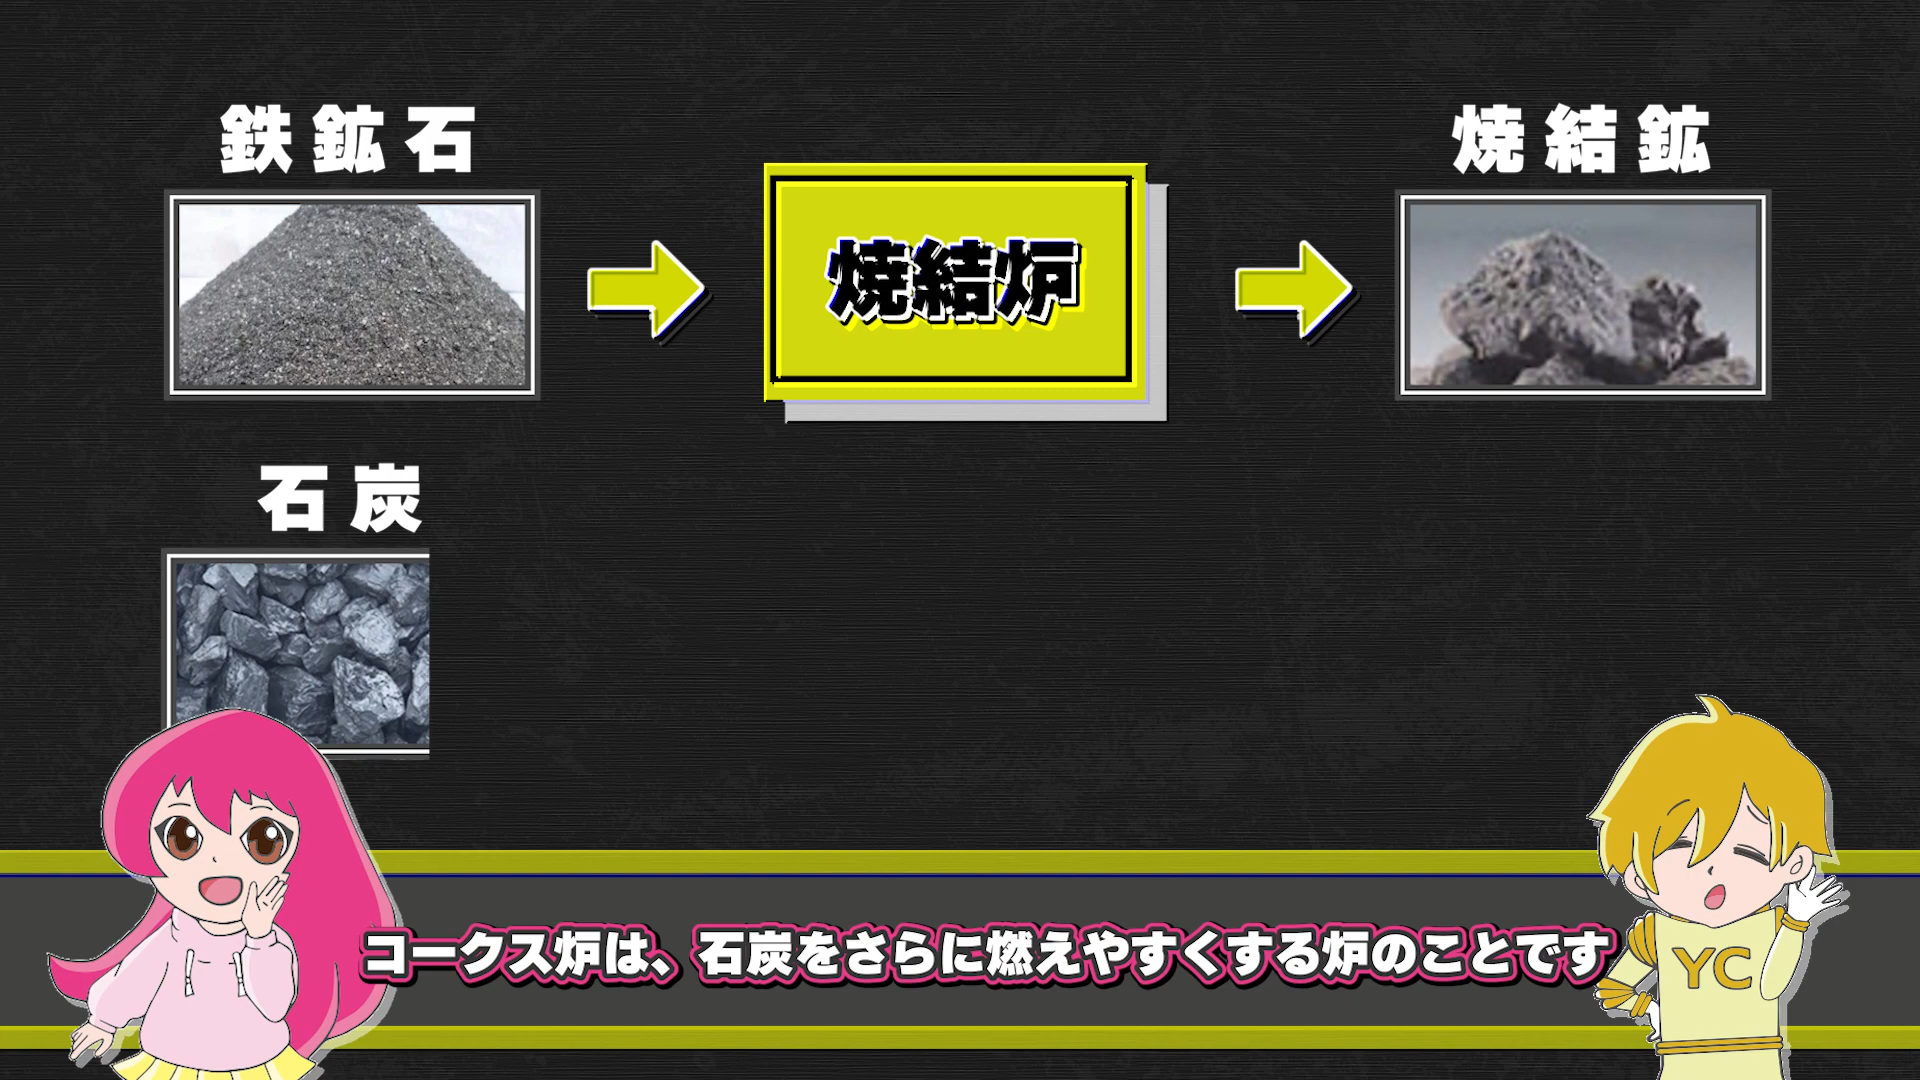 鉄鉱石
焼結炉
焼結鉱
石炭
コークス炉は、石炭をさらに燃えやすくする炉のことです
YC